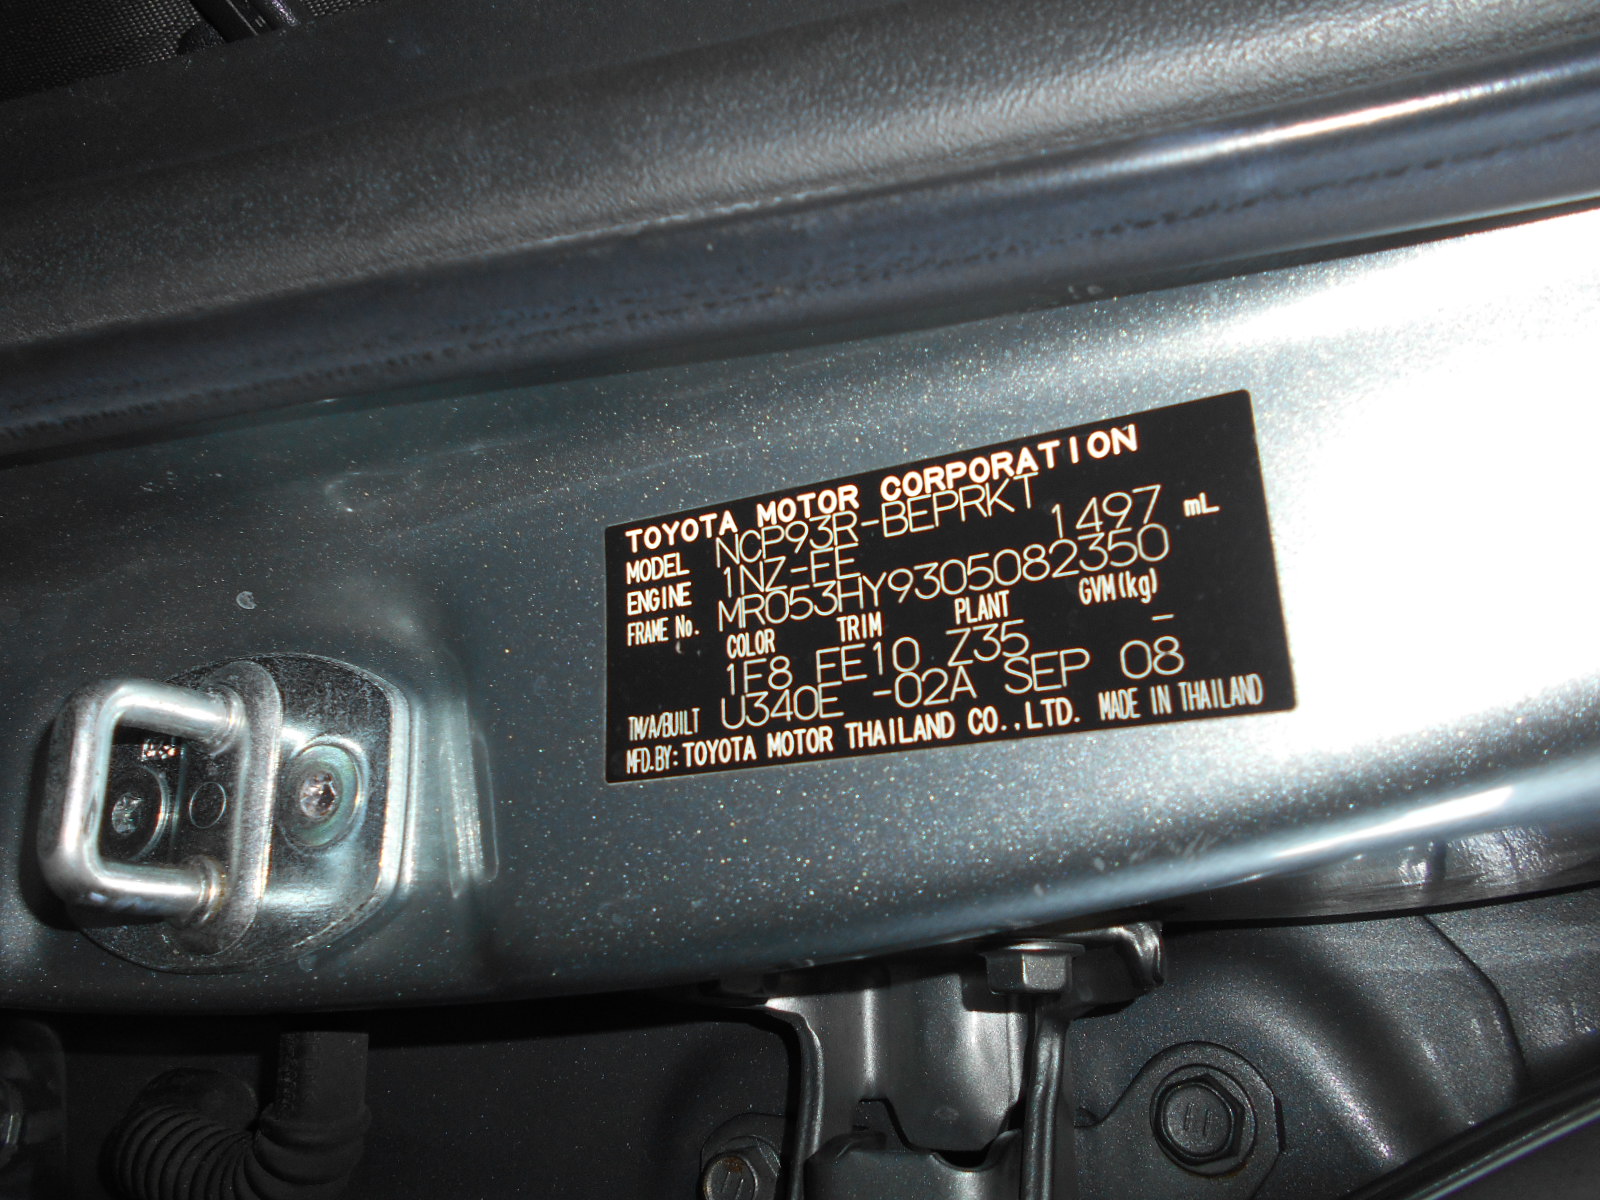 TOYOTA MOTOR CORPORATION
MODEL NCP93R-BEPRKT
ENGINE 1NZ-FE 1497 mL
FRAME No. MR053HY9305082350
COLOR TRIM PLANT GVM(kg)
1F8 FE10 Z35 -
TM/A/BUILT U340E -02A SEP 08
MFD.BY: TOYOTA MOTOR THAILAND CO.,LTD. MADE IN THAILAND